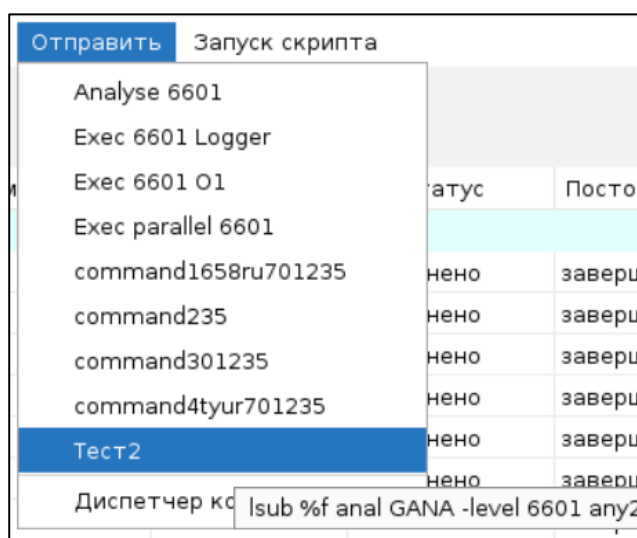 Отправить Запуск скрипта
Analyse 6601
Exec 6601 Logger
Exec 6601 O1
атус Посто
Exec parallel 6601
command1658ru701235
нено заверш
command235
нено заверш
command301235
нено заверш
command4tyur701235
нено заверш
Тест2
нено заверш
нено заверш
Диспетчер ко
lsub %f anal GANA -level 6601 any2